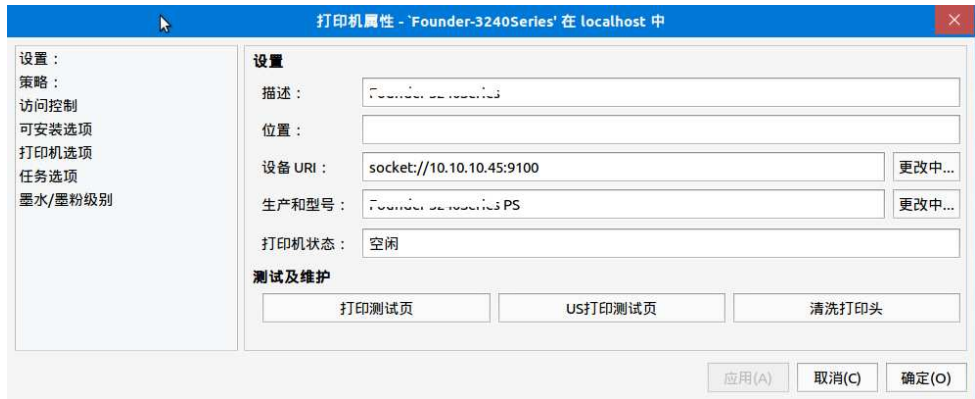 打印机属性 - `Founder-3240Series' 在 localhost 中
设置：
策略：
访问控制
可安装选项
打印机选项
任务选项
墨水/墨粉级别
设置
描述：
位置：
设备 URI： socket://10.10.10.45:9100 更改中...
生产和型号： PS 更改中...
打印机状态： 空闲
测试及维护
打印测试页 US打印测试页 清洗打印头
应用(A) 取消(C) 确定(O)